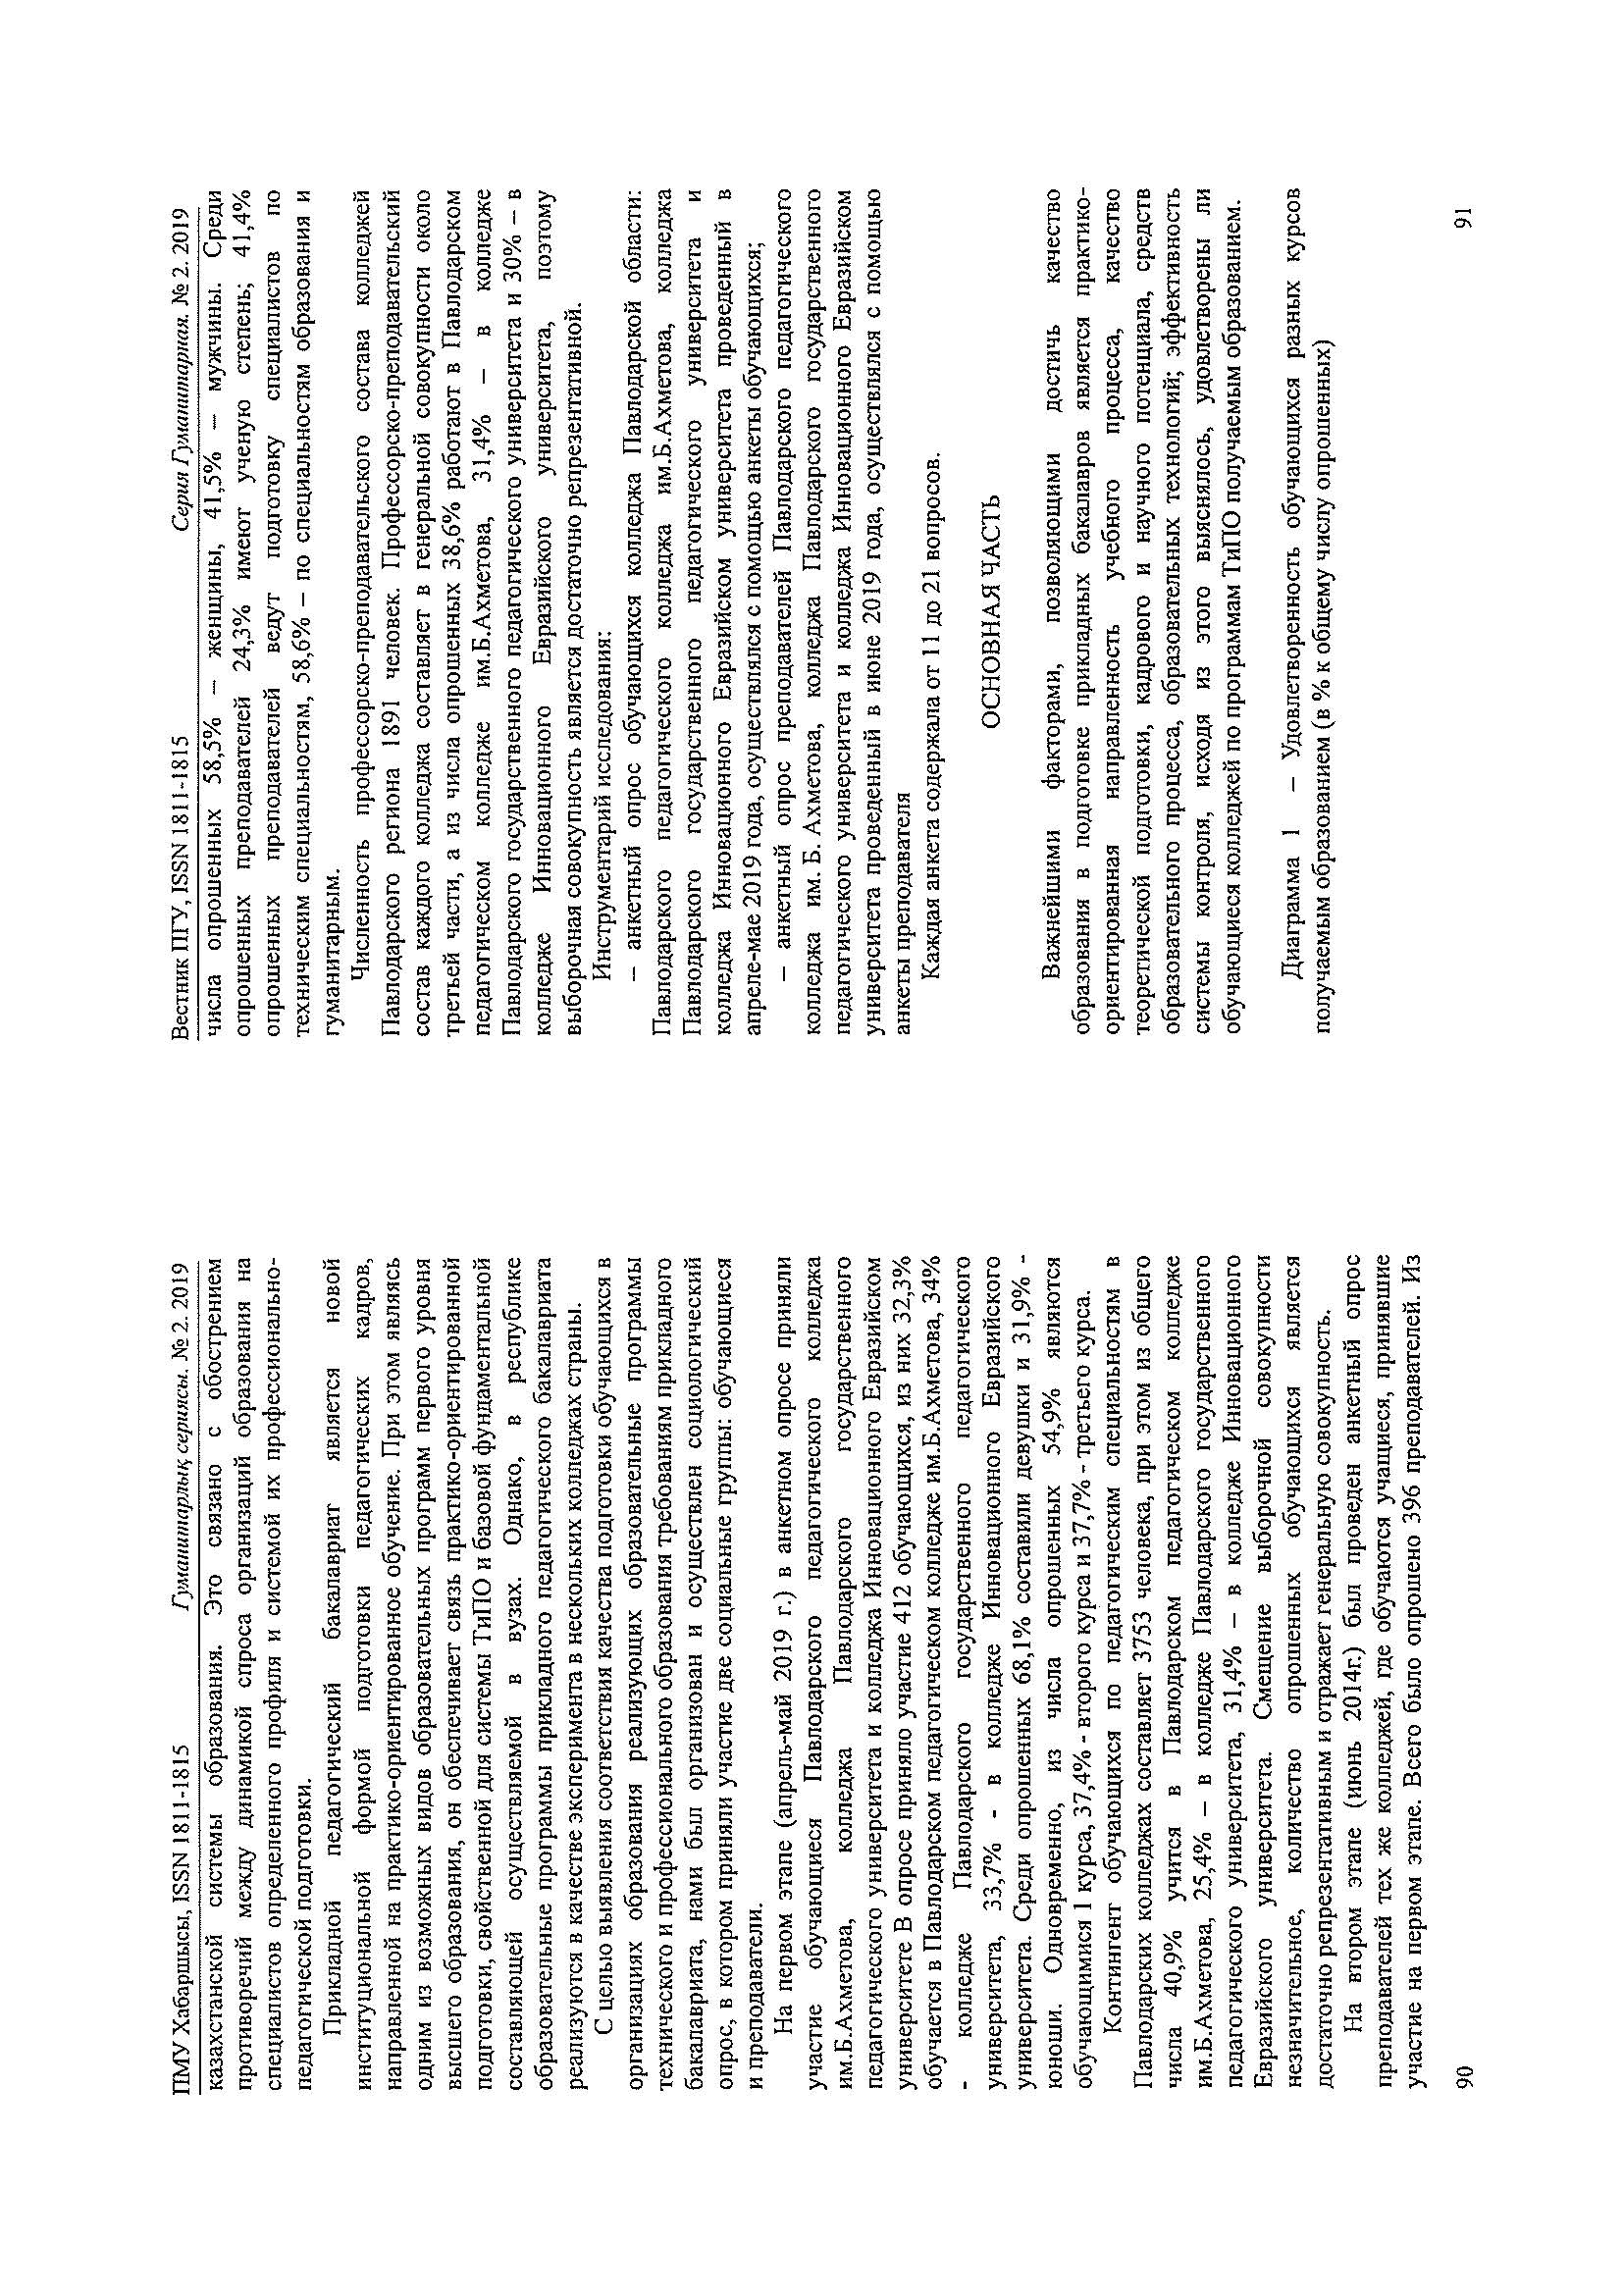 ПМУ Хабаршысы, ISSN 1811-1815 Гуманитарлық сериясы. № 2. 2019
казахстанской системы образования. Это связано с обострением
противоречий между динамикой спроса организаций образования на
специалистов определенного профиля и системой их профессионально-
педагогической подготовки.
Прикладной педагогический бакалавриат является новой
институциональной формой подготовки педагогических кадров,
направленной на практико-ориентированное обучение. При этом являясь
одним из возможных видов образовательных программ первого уровня
высшего образования, он обеспечивает связь практико-ориентированной
подготовки, свойственной для системы ТиПО и базовой фундаментальной
составляющей осуществляемой в вузах. Однако, в республике
образовательные программы прикладного педагогического бакалавриата
реализуются в качестве эксперимента в нескольких колледжах страны.
С целью выявления соответствия качества подготовки обучающихся в
организациях образования реализующих образовательные программы
технического и профессионального образования требованиям прикладного
бакалавриата, нами был организован и осуществлен социологический
опрос, в котором приняли участие две социальные группы: обучающиеся
и преподаватели.
На первом этапе (апрель-май 2019 г.) в анкетном опросе приняли
участие обучающиеся Павлодарского педагогического колледжа
им.Б.Ахметова, колледжа Павлодарского государственного
педагогического университета и колледжа Инновационного Евразийском
университете В опросе приняло участие 412 обучающихся, из них 32,3%
обучается в Павлодарском педагогическом колледже им.Б.Ахметова, 34%
- колледже Павлодарского государственного педагогического
университета, 33,7% - в колледже Инновационного Евразийского
университета. Среди опрошенных 68,1% составили девушки и 31,9% -
юноши. Одновременно, из числа опрошенных 54,9% являются
обучающимися 1 курса, 37,4% - второго курса и 37,7% - третьего курса.
Контингент обучающихся по педагогическим специальностям в
Павлодарских колледжах составляет 3753 человека, при этом из общего
числа 40,9% учится в Павлодарском педагогическом колледже
им.Б.Ахметова, 25,4% – в колледже Павлодарского государственного
педагогического университета, 31,4% – в колледже Инновационного
Евразийского университета. Смещение выборочной совокупности
незначительное, количество опрошенных обучающихся является
достаточно репрезентативным и отражает генеральную совокупность.
На втором этапе (июнь 2014г.) был проведен анкетный опрос
преподавателей тех же колледжей, где обучаются учащиеся, принявшие
участие на первом этапе. Всего было опрошено 396 преподавателей. Из
90
Вестник ПГУ, ISSN 1811-1815 Серия Гуманитарная. № 2. 2019
числа опрошенных 58,5% – женщины, 41,5% – мужчины. Среди
опрошенных преподавателей 24,3% имеют ученую степень; 41,4%
опрошенных преподавателей ведут подготовку специалистов по
техническим специальностям, 58,6% – по специальностям образования и
гуманитарным.
Численность профессорско-преподавательского состава колледжей
Павлодарского региона 1891 человек. Профессорско-преподавательский
состав каждого колледжа составляет в генеральной совокупности около
третьей части, а из числа опрошенных 38,6% работают в Павлодарском
педагогическом колледже им.Б.Ахметова, 31,4% – в колледже
Павлодарского государственного педагогического университета и 30% – в
колледже Инновационного Евразийского университета, поэтому
выборочная совокупность является достаточно репрезентативной.
Инструментарий исследования:
– анкетный опрос обучающихся колледжа Павлодарской области:
Павлодарского педагогического колледжа им.Б.Ахметова, колледжа
Павлодарского государственного педагогического университета и
колледжа Инновационного Евразийском университета проведенный в
апреле-мае 2019 года, осуществлялся с помощью анкеты обучающихся;
– анкетный опрос преподавателей Павлодарского педагогического
колледжа им. Б. Ахметова, колледжа Павлодарского государственного
педагогического университета и колледжа Инновационного Евразийском
университета проведенный в июне 2019 года, осуществлялся с помощью
анкеты преподавателя
Каждая анкета содержала от 11 до 21 вопросов.
ОСНОВНАЯ ЧАСТЬ
Важнейшими факторами, позволяющими достичь качество
образования в подготовке прикладных бакалавров является практико-
ориентированная направленность учебного процесса, качество
теоретической подготовки, кадрового и научного потенциала, средств
образовательного процесса, образовательных технологий; эффективность
системы контроля, исходя из этого выяснялось, удовлетворены ли
обучающиеся колледжей по программам ТиПО получаемым образованием.
Диаграмма 1 – Удовлетворенность обучающихся разных курсов
получаемым образованием (в % к общему числу опрошенных)
91